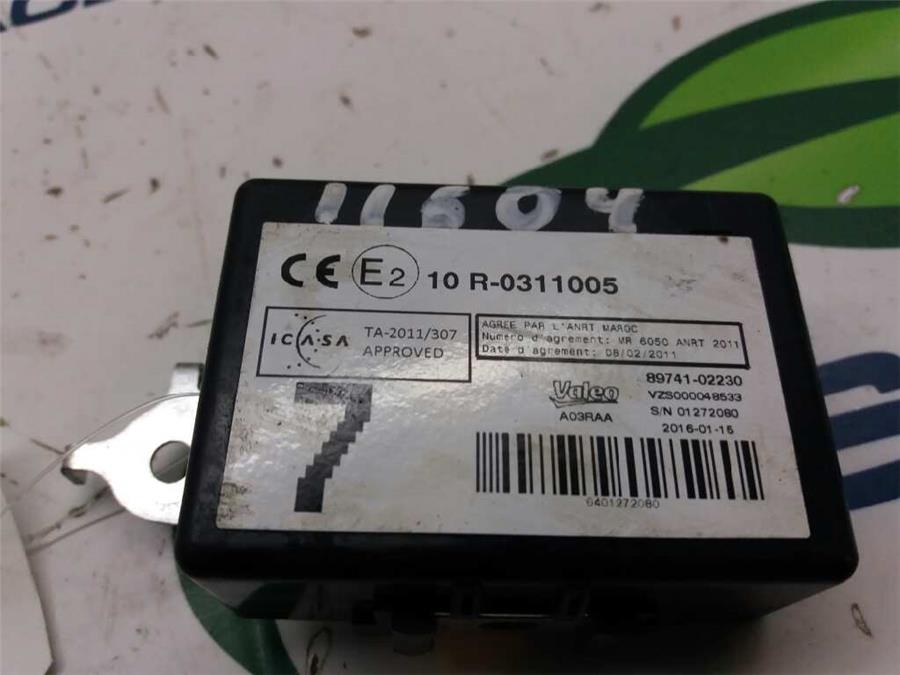 11604
CE E2 10 R-0311005
ICASA TA-2011/307
APPROVED
AGREE PAR L'ANRT MAROC
Numero d'agrement: MR 6050 ANRT 2011
Date d'agrement: 08/02/2011
7
Valeo
A03RAA
89741-02230
VZS000048533
S/N 01272080
2016-01-15
6401272080